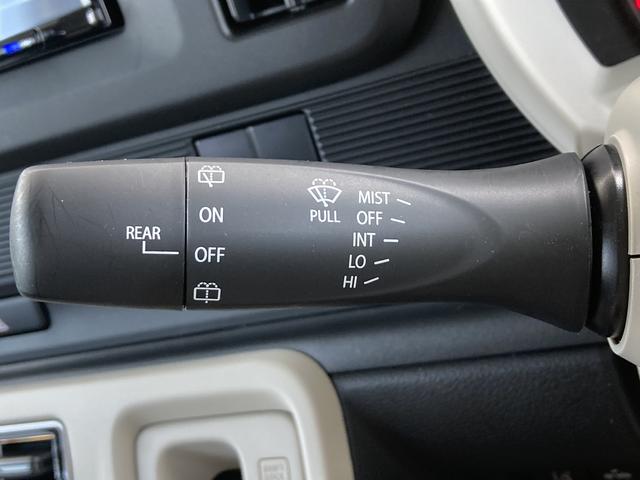 REAR
ON
OFF
PULL
MIST
OFF
INT
LO
HI